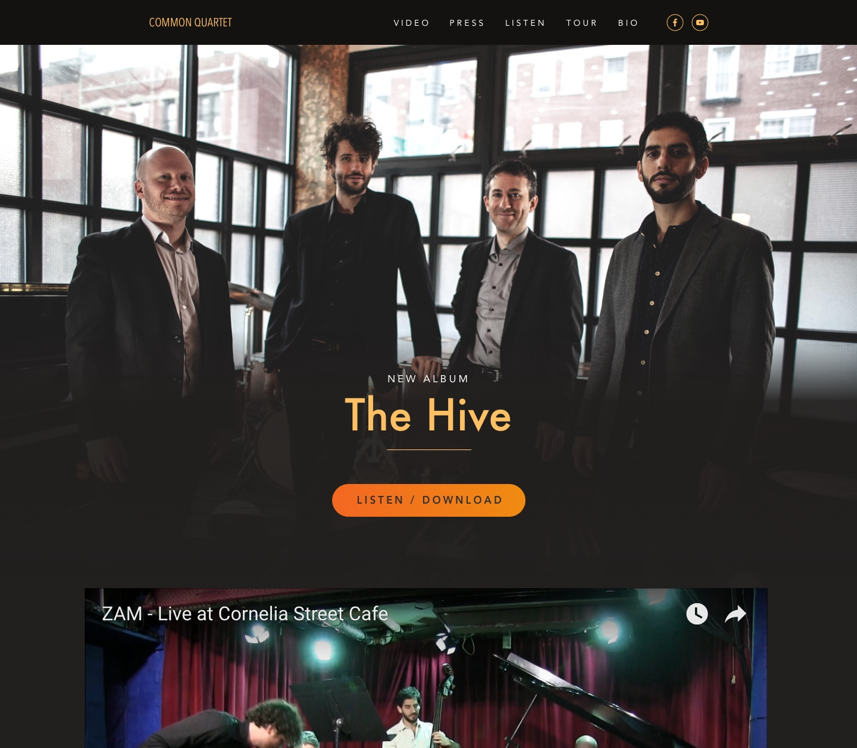 COMMON QUARTET
VIDEO PRESS LISTEN TOUR BIO
NEW ALBUM
The Hive
LISTEN / DOWNLOAD
ZAM - Live at Cornelia Street Cafe